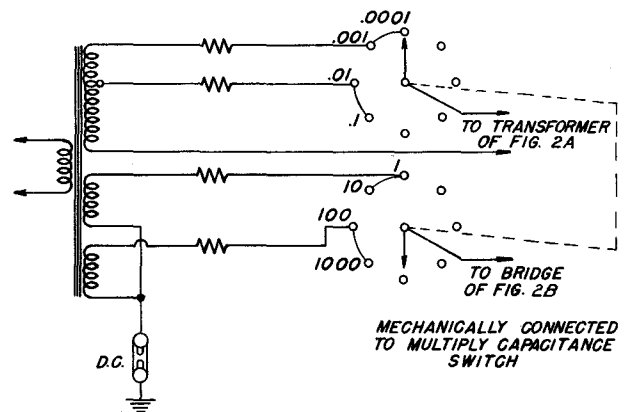 .0001
.001
.01
.1
TO TRANSFORMER
OF FIG. 2A
1
10
100
1000
TO BRIDGE
OF FIG. 2B
D.C.
MECHANICALLY CONNECTED
TO MULTIPLY CAPACITANCE
SWITCH